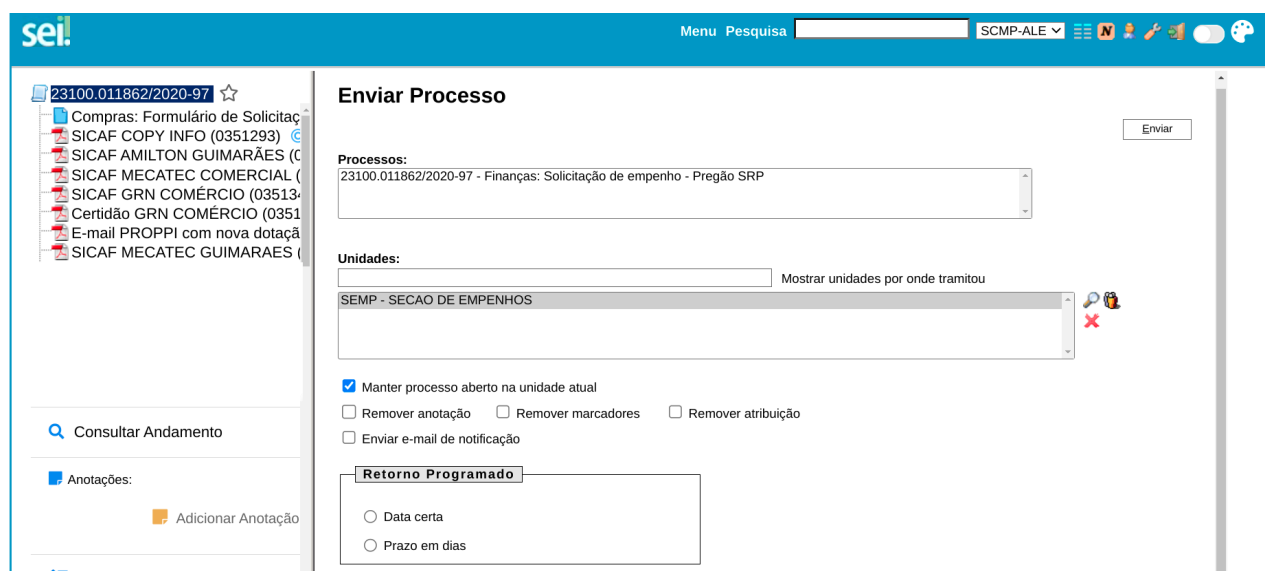 sei!
Menu Pesquisa SCMP-ALE
N
23100.011862/2020-97
Compras: Formulário de Solicitaç
SICAF COPY INFO (0351293)
SICAF AMILTON GUIMARÃES (0
SICAF MECATEC COMERCIAL (
SICAF GRN COMÉRCIO (03513
Certidão GRN COMÉRCIO (0351
E-mail PROPPI com nova dotaçã
SICAF MECATEC GUIMARAES (
Consultar Andamento
Anotações:
Adicionar Anotação
Enviar Processo
Enviar
Processos:
23100.011862/2020-97 - Finanças: Solicitação de empenho - Pregão SRP
Unidades:
Mostrar unidades por onde tramitou
SEMP - SECAO DE EMPENHOS
Manter processo aberto na unidade atual
Remover anotação Remover marcadores Remover atribuição
Enviar e-mail de notificação
Retorno Programado
Data certa
Prazo em dias